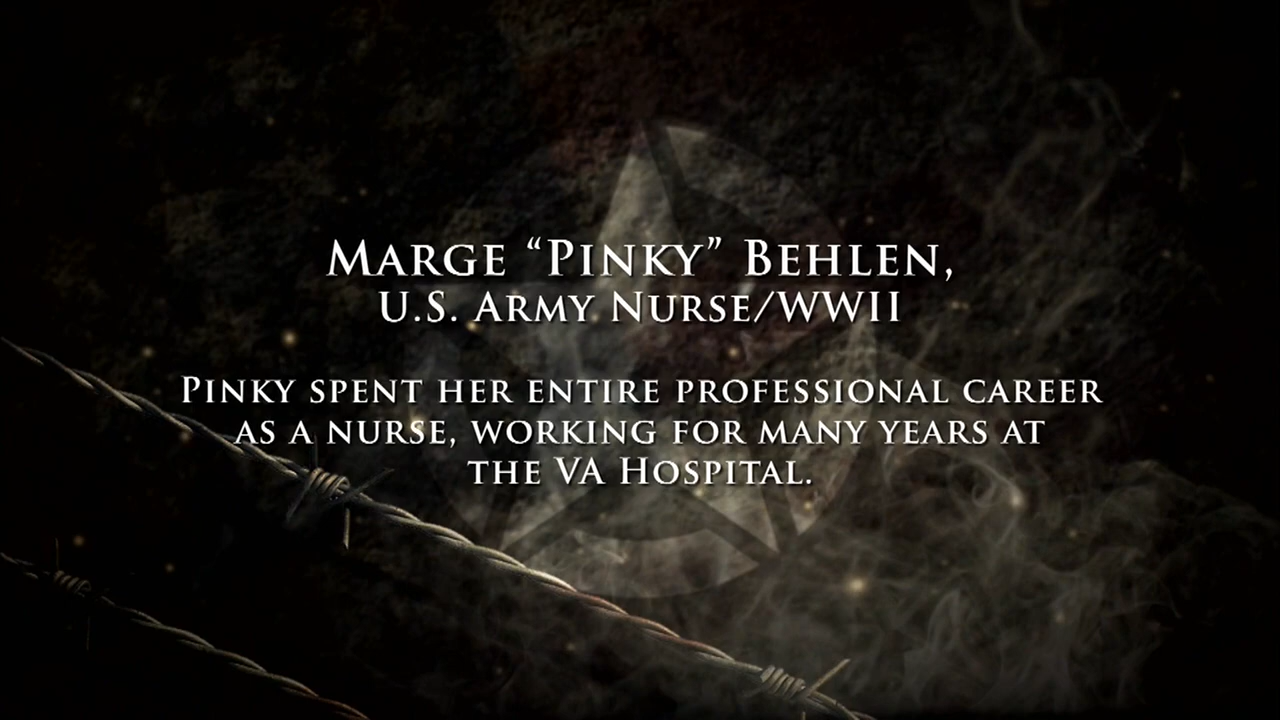 Marge “Pinky” Behlen,
U.S. Army Nurse/WWII
Pinky spent her entire professional career
as a nurse, working for many years at
the VA Hospital.